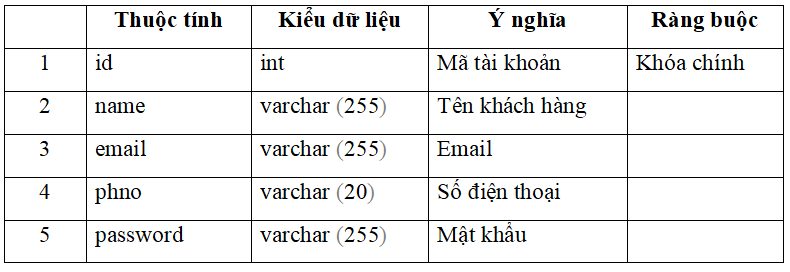 Thuộc tính Kiểu dữ liệu Ý nghĩa Ràng buộc
1 id int Mã tài khoản Khóa chính
2 name varchar (255) Tên khách hàng
3 email varchar (255) Email
4 phno varchar (20) Số điện thoại
5 password varchar (255) Mật khẩu